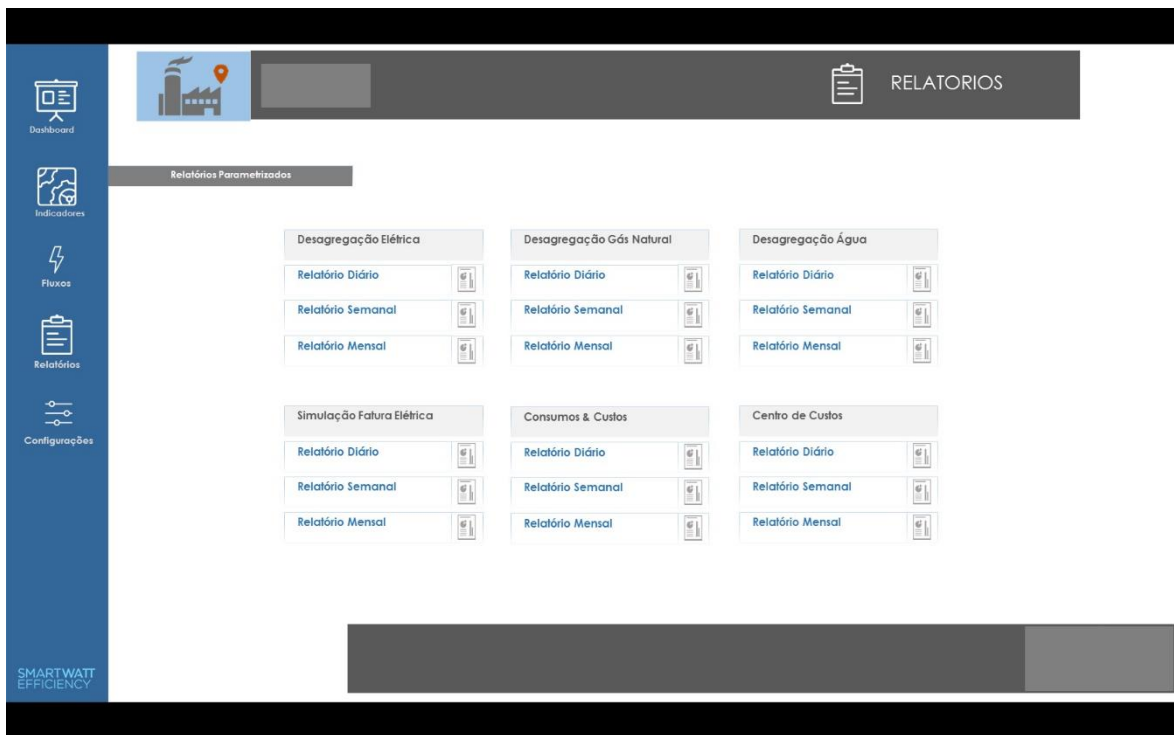 RELATORIOS
Dashboard
Relatórios Parametrizados
Indicadores
Fluxos
Relatórios
Configurações
Desagregação Elétrica
Relatório Diário
Relatório Semanal
Relatório Mensal
Desagregação Gás Natural
Relatório Diário
Relatório Semanal
Relatório Mensal
Desagregação Água
Relatório Diário
Relatório Semanal
Relatório Mensal
Simulação Fatura Elétrica
Relatório Diário
Relatório Semanal
Relatório Mensal
Consumos & Custos
Relatório Diário
Relatório Semanal
Relatório Mensal
Centro de Custos
Relatório Diário
Relatório Semanal
Relatório Mensal
SMARTWATT
EFFICIENCY